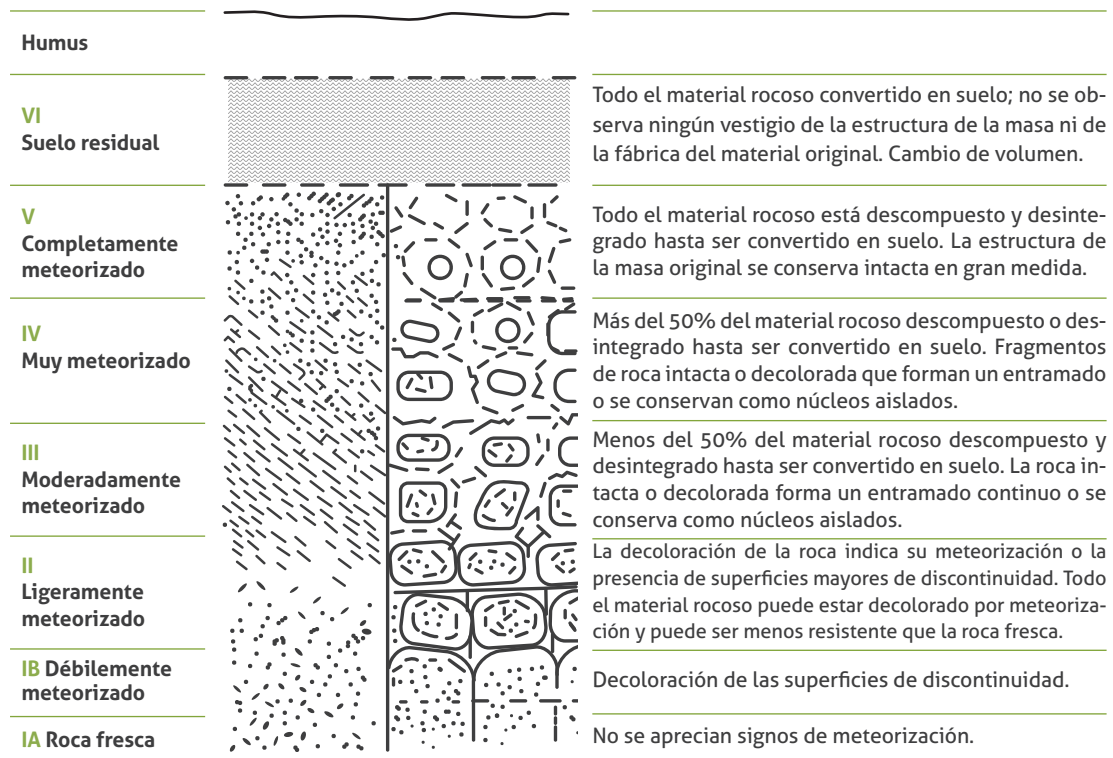 Humus
VI
Suelo residual
Todo el material rocoso convertido en suelo; no se ob-
serva ningún vestigio de la estructura de la masa ni de
la fábrica del material original. Cambio de volumen.
V
Completamente
meteorizado
Todo el material rocoso está descompuesto y desinte-
grado hasta ser convertido en suelo. La estructura de
la masa original se conserva intacta en gran medida.
IV
Muy meteorizado
Más del 50% del material rocoso descompuesto o des-
integrado hasta ser convertido en suelo. Fragmentos
de roca intacta o decolorada que forman un entramado
o se conservan como núcleos aislados.
III
Moderadamente
meteorizado
Menos del 50% del material rocoso descompuesto y
desintegrado hasta ser convertido en suelo. La roca in-
tacta o decolorada forma un entramado continuo o se
conserva como núcleos aislados.
II
Ligeramente
meteorizado
La decoloración de la roca indica su meteorización o la
presencia de superficies mayores de discontinuidad. Todo
el material rocoso puede estar decolorado por meteoriza-
ción y puede ser menos resistente que la roca fresca.
IB Débilemente
meteorizado
Decoloración de las superficies de discontinuidad.
IA Roca fresca
No se aprecian signos de meteorización.